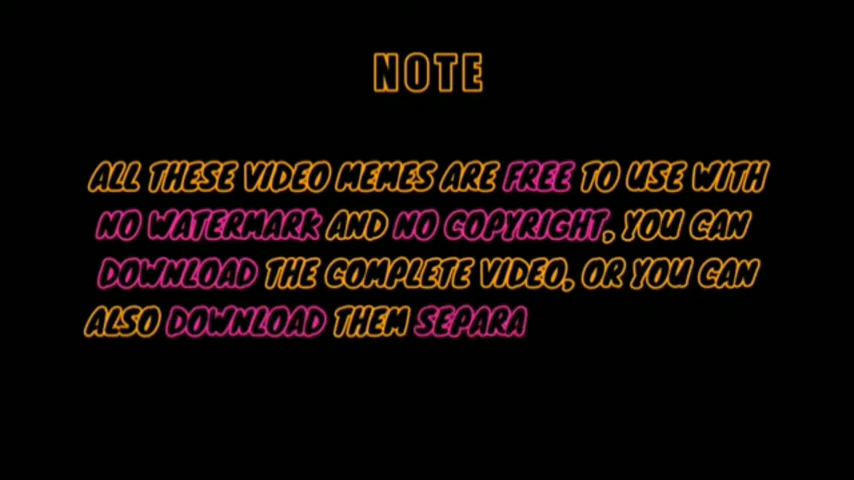 NOTE
ALL THESE VIDEO MEMES ARE FREE TO USE WITH
NO WATERMARK AND NO COPYRIGHT, YOU CAN
DOWNLOAD THE COMPLETE VIDEO, OR YOU CAN
ALSO DOWNLOAD THEM SEPARA